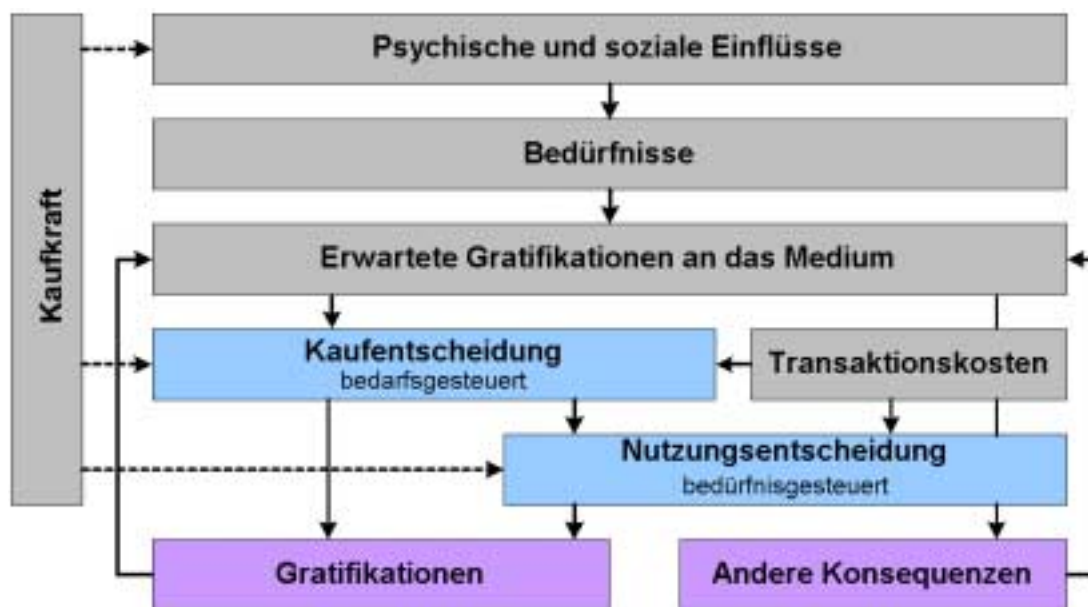 Kaufkraft
Psychische und soziale Einflüsse
Bedürfnisse
Erwartete Gratifikationen an das Medium
Kaufentscheidung
bedarfsgesteuert
Transaktionskosten
Nutzungsentscheidung
bedürfnisgesteuert
Gratifikationen
Andere Konsequenzen